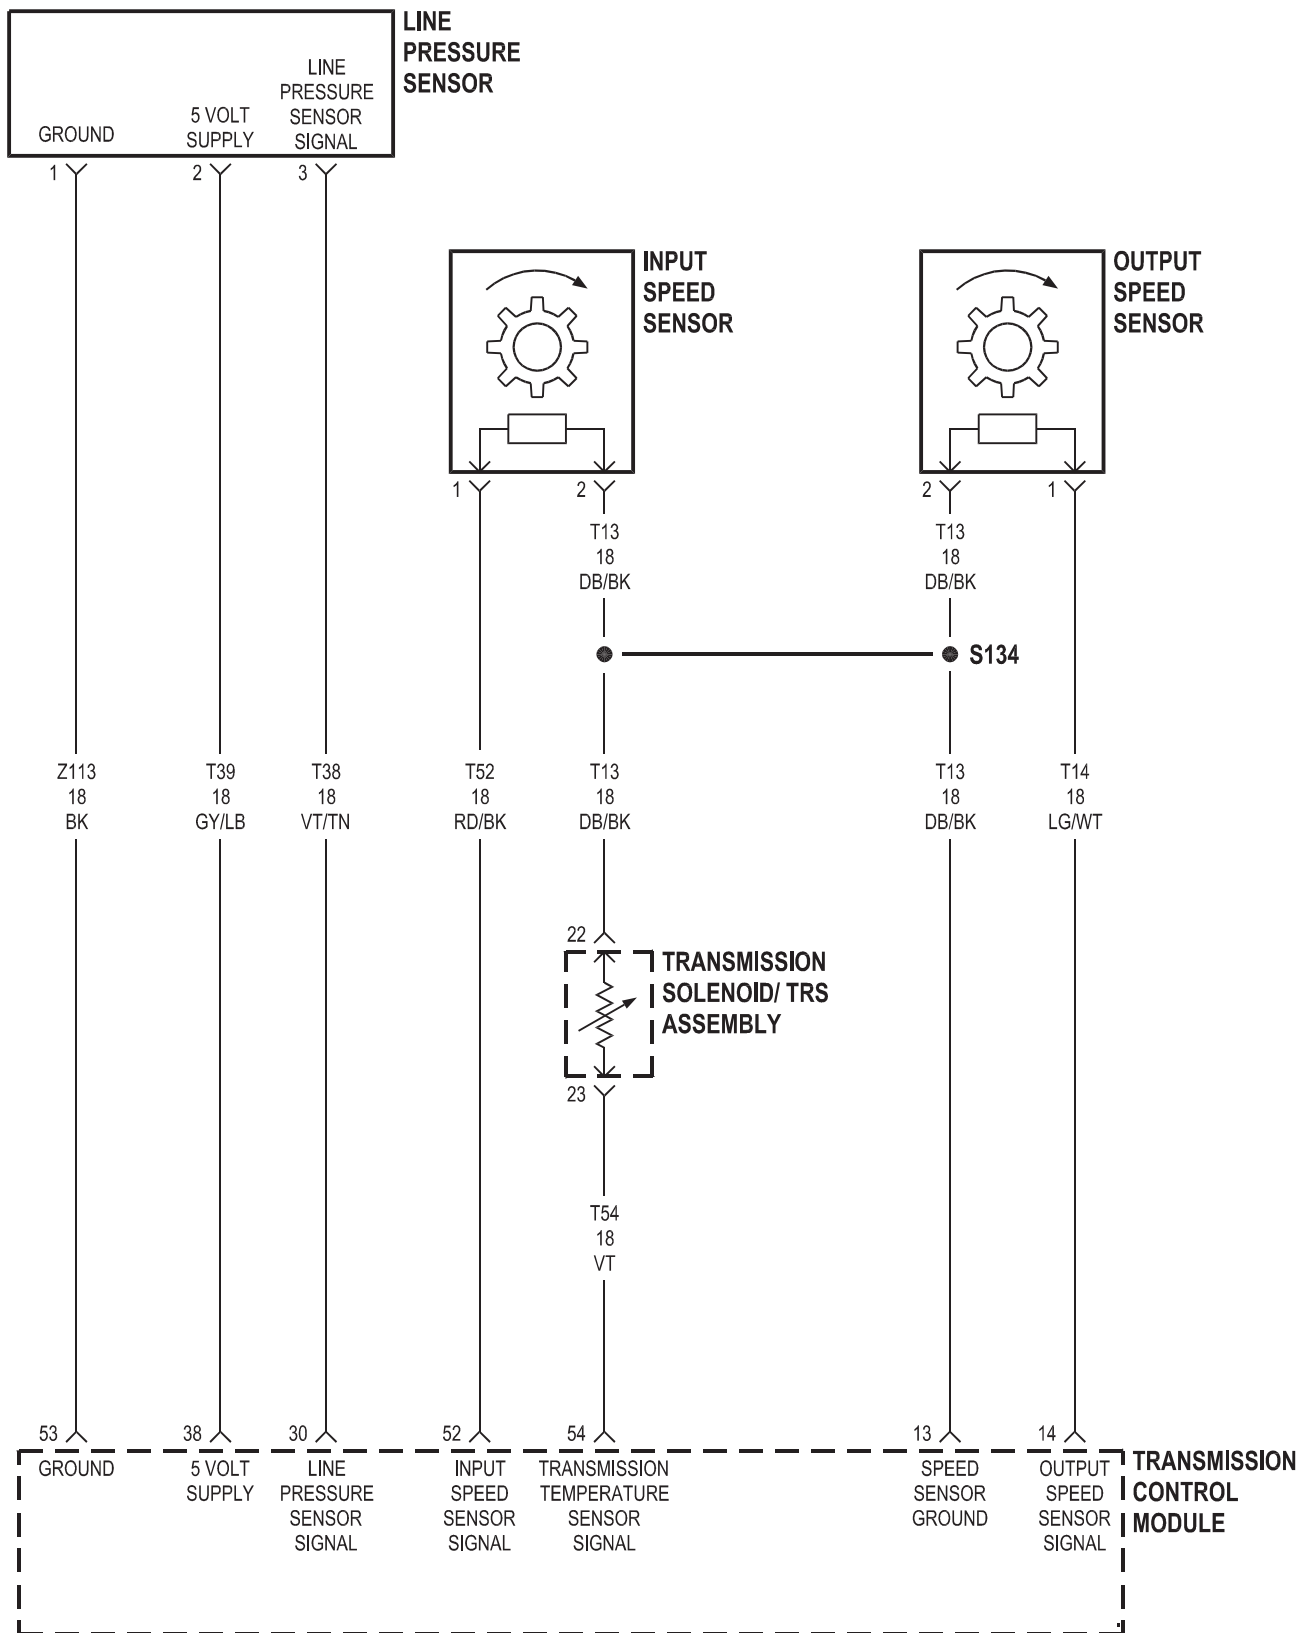 LINE
PRESSURE
SENSOR
GROUND
5 VOLT
SUPPLY
LINE
PRESSURE
SENSOR
SIGNAL
1
2
3
INPUT
SPEED
SENSOR
OUTPUT
SPEED
SENSOR
1
2
2
1
T13
18
DB/BK
T13
18
DB/BK
S134
Z113
18
BK
T39
18
GY/LB
T38
18
VT/TN
T52
18
RD/BK
T13
18
DB/BK
T13
18
DB/BK
T14
18
LG/WT
22
TRANSMISSION
SOLENOID/ TRS
ASSEMBLY
23
T54
18
VT
53
38
30
52
54
13
14
GROUND
5 VOLT
SUPPLY
LINE
PRESSURE
SENSOR
SIGNAL
INPUT
SPEED
SENSOR
SIGNAL
TRANSMISSION
TEMPERATURE
SENSOR
SIGNAL
SPEED
SENSOR
GROUND
OUTPUT
SPEED
SENSOR
SIGNAL
TRANSMISSION
CONTROL
MODULE